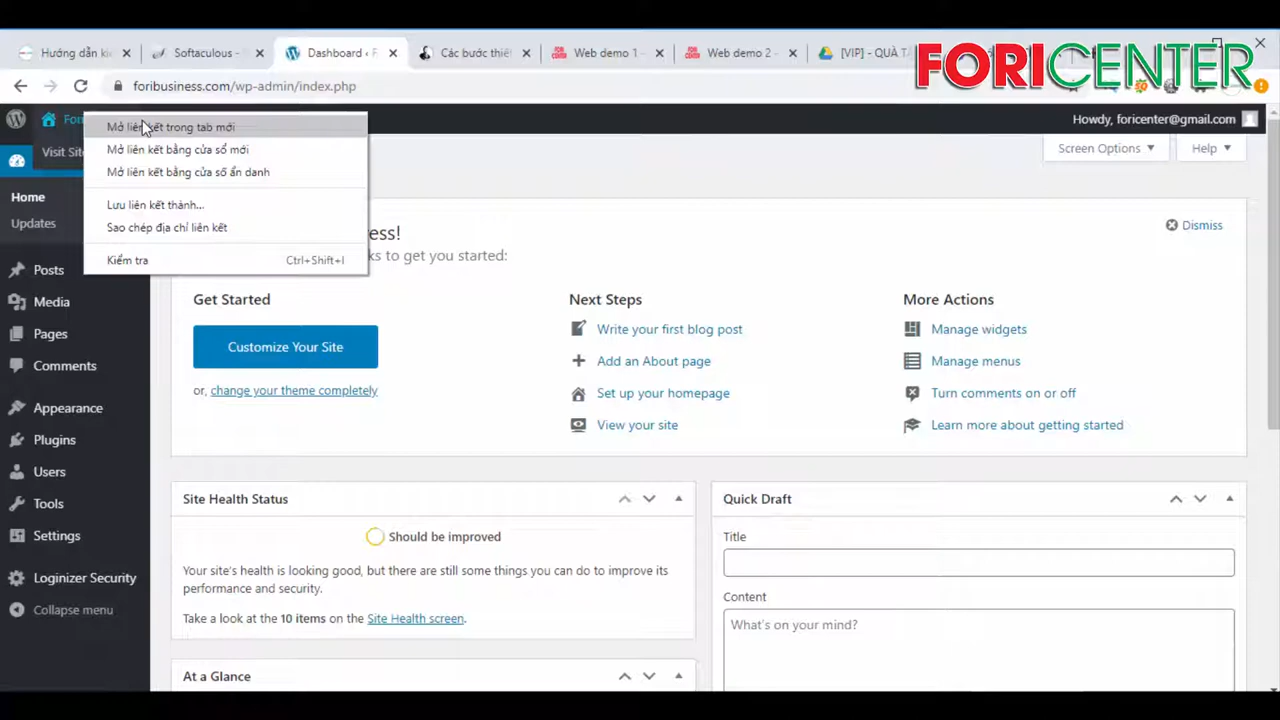 Hướng dẫn
Softaculous -
Dashboard ‹ F
Các bước thiế
Web demo 1 -
Web demo 2 -
[VIP] - QUÀ TẶ
FORICENTER
foribusiness.com/wp-admin/index.php
Fori
Howdy, foricenter@gmail.com
Mở liên kết trong tab mới
Mở liên kết bằng cửa sổ mới
Mở liên kết bằng cửa sổ ẩn danh
Lưu liên kết thành...
Sao chép địa chỉ liên kết
Kiểm tra
Ctrl+Shift+I
Visit Site
Screen Options
Help
Home
Updates
Posts
Media
Pages
Comments
Appearance
Plugins
Users
Tools
Settings
Loginizer Security
Collapse menu
ess!
ks to get you started:
Dismiss
Get Started
Customize Your Site
or, change your theme completely
Next Steps
Write your first blog post
Add an About page
Set up your homepage
View your site
More Actions
Manage widgets
Manage menus
Turn comments on or off
Learn more about getting started
Site Health Status
Should be improved
Your site's health is looking good, but there are still some things you can do to improve its
performance and security.
Take a look at the 10 items on the Site Health screen.
At a Glance
Quick Draft
Title
Content
What's on your mind?